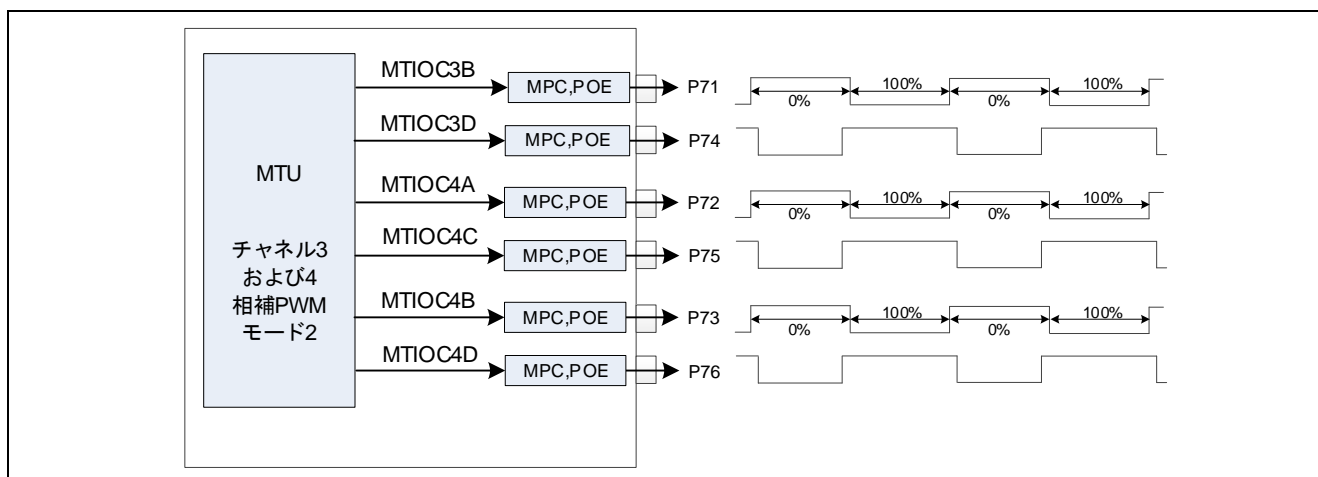 MTU
チャネル3
および4
相補PWM
モード2
MTIOC3B
MPC,POE
P71
0%
100%
0%
100%
MTIOC3D
MPC,POE
P74
MTIOC4A
MPC,POE
P72
0%
100%
0%
100%
MTIOC4C
MPC,POE
P75
MTIOC4B
MPC,POE
P73
0%
100%
0%
100%
MTIOC4D
MPC,POE
P76